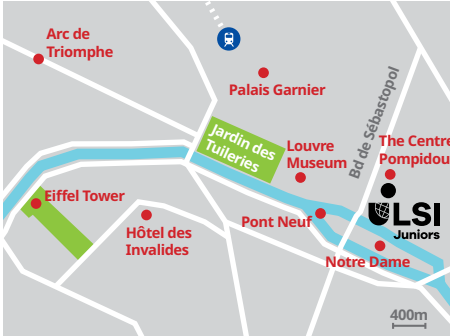 Arc de
Triomphe
Palais Garnier
Bd de Sébastopol
Jardin des
Tuileries
Louvre
Museum
The Centre
Pompidou
Eiffel Tower
LSI
Juniors
Pont Neuf
Hôtel des
Invalides
Notre Dame
400m